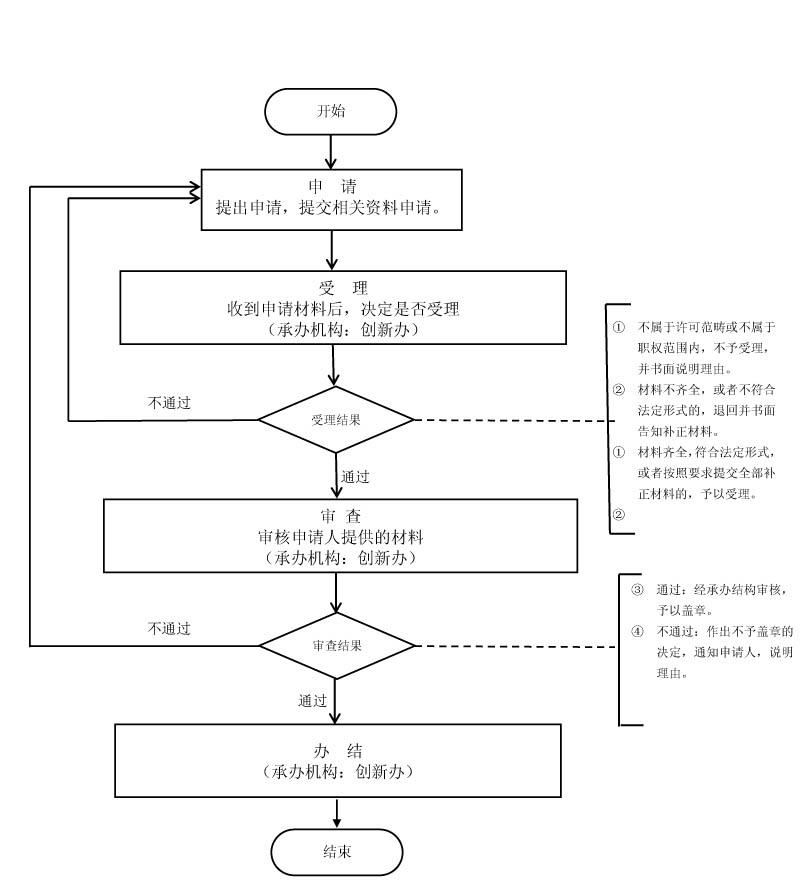 开始
申 请
提出申请，提交相关资料申请。
受 理
收到申请材料后，决定是否受理
（承办机构：创新办）
不通过
受理结果
① 不属于许可范畴或不属于
职权范围内，不予受理，
并书面说明理由。
② 材料不齐全，或者不符合
法定形式的，退回并书面
告知补正材料。
① 材料齐全，符合法定形式，
或者按照要求提交全部补
正材料的，予以受理。
②
通过
审 查
审核申请人提供的材料
（承办机构：创新办）
不通过
审查结果
③ 通过：经承办结构审核，
予以盖章。
④ 不通过：作出不予盖章的
决定，通知申请人，说明
理由。
通过
办 结
（承办机构：创新办）
结束